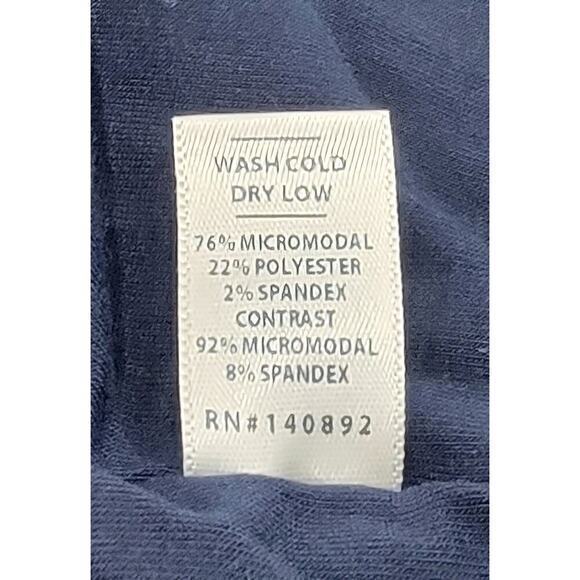 WASH COLD
DRY LOW
76% MICROMODAL
22% POLYESTER
2% SPANDEX
CONTRAST
92% MICROMODAL
8% SPANDEX
RN# 140892